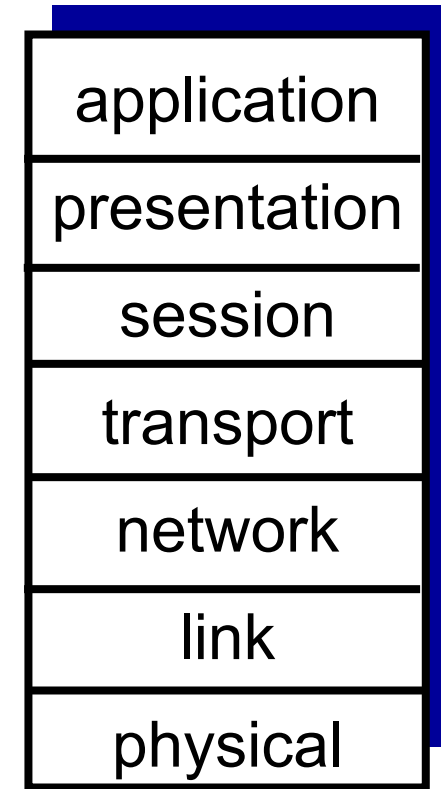 application
presentation
session
transport
network
link
physical